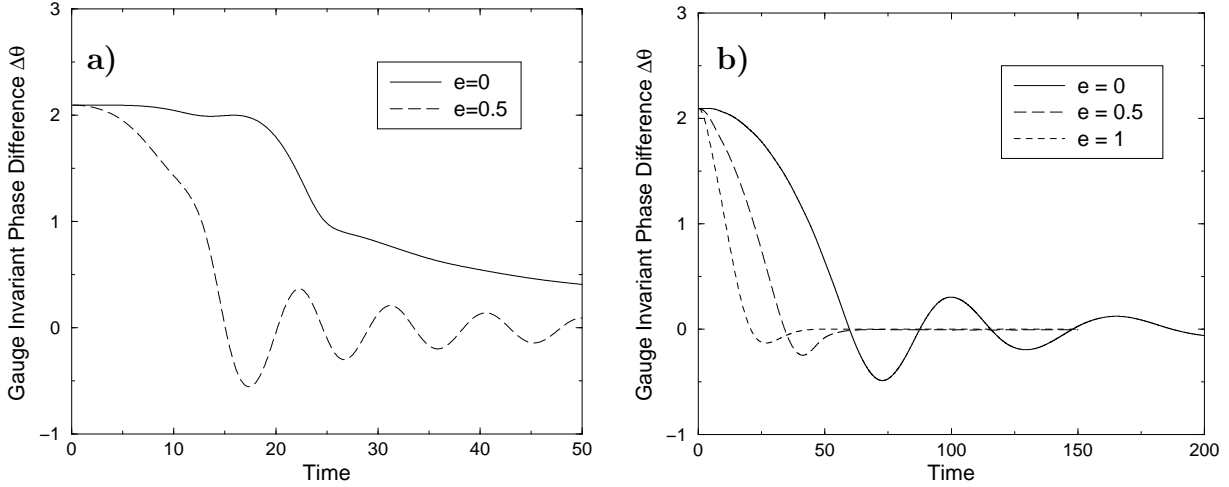 a)
Gauge Invariant Phase Difference Δθ
3
2
1
0
−1
e=0
e=0.5
0
10
20
30
40
50
Time
b)
Gauge Invariant Phase Difference Δθ
3
2
1
0
−1
e = 0
e = 0.5
e = 1
0
50
100
150
200
Time